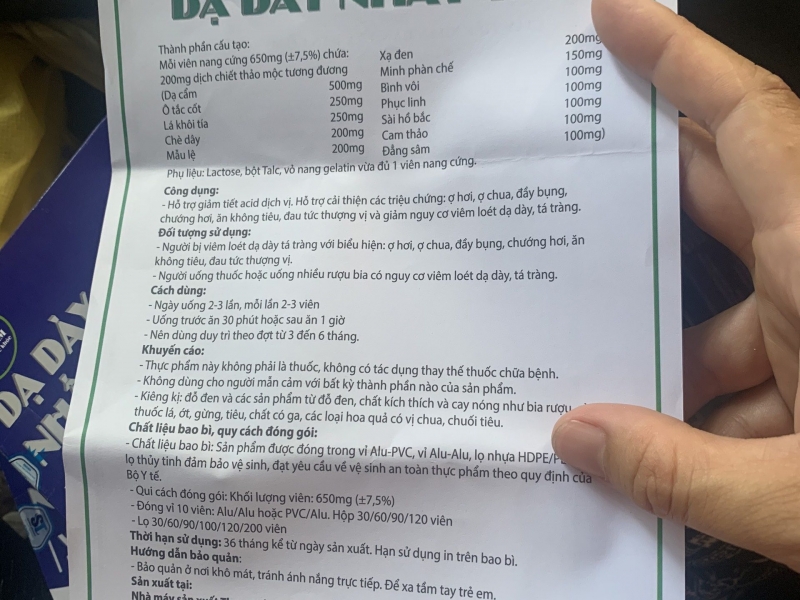 DẠ DÀY NHẤT
Thành phần cấu tạo:
Mỗi viên nang cứng 650mg (±7,5%) chứa:
200mg dịch chiết thảo mộc tương đương
(Dạ cẩm 500mg
Ô tắc cốt 250mg
Lá khôi tía 250mg
Chè dây 200mg
Mẫu lệ 200mg
Xạ đen 200mg
Minh phàn chế 150mg
Bình vôi 100mg
Phục linh 100mg
Sài hồ bắc 100mg
Cam thảo 100mg
Đẳng sâm 100mg)
Phụ liệu: Lactose, bột Talc, vỏ nang gelatin vừa đủ 1 viên nang cứng.
Công dụng:
- Hỗ trợ giảm tiết acid dịch vị. Hỗ trợ cải thiện các triệu chứng: ợ hơi, ợ chua, đầy bụng,
chướng hơi, ăn không tiêu, đau tức thượng vị và giảm nguy cơ viêm loét dạ dày, tá tràng.
Đối tượng sử dụng:
- Người bị viêm loét dạ dày tá tràng với biểu hiện: ợ hơi, ợ chua, đầy bụng, chướng hơi, ăn
không tiêu, đau tức thượng vị.
- Người uống thuốc hoặc uống nhiều rượu bia có nguy cơ viêm loét dạ dày, tá tràng.
Cách dùng:
- Ngày uống 2-3 lần, mỗi lần 2-3 viên
- Uống trước ăn 30 phút hoặc sau ăn 1 giờ
- Nên dùng duy trì theo đợt từ 3 đến 6 tháng.
Khuyến cáo:
- Thực phẩm này không phải là thuốc, không có tác dụng thay thế thuốc chữa bệnh.
- Không dùng cho người mẫn cảm với bất kỳ thành phần nào của sản phẩm.
- Kiêng kị: đồ đen và các sản phẩm từ đồ đen, chất kích thích và cay nóng như bia rượu,
thuốc lá, ớt, gừng, tiêu, chất có ga, các loại hoa quả có vị chua, chuối tiêu.
Chất liệu bao bì, quy cách đóng gói:
- Chất liệu bao bì: Sản phẩm được đóng trong vỉ Alu-PVC, vỉ Alu-Alu, lọ nhựa HDPE/
lọ thủy tinh đảm bảo vệ sinh, đạt yêu cầu về vệ sinh an toàn thực phẩm theo quy định của
Bộ Y tế.
- Qui cách đóng gói: Khối lượng viên: 650mg (±7,5%)
- Đóng vỉ 10 viên: Alu/Alu hoặc PVC/Alu. Hộp 30/60/90/120 viên
- Lọ 30/60/90/100/120/200 viên
Thời hạn sử dụng: 36 tháng kể từ ngày sản xuất. Hạn sử dụng in trên bao bì.
Hướng dẫn bảo quản:
- Bảo quản ở nơi khô mát, tránh ánh nắng trực tiếp. Để xa tầm tay trẻ em.
Sản xuất tại:
Nhà máy sản xuất
DẠ DÀY